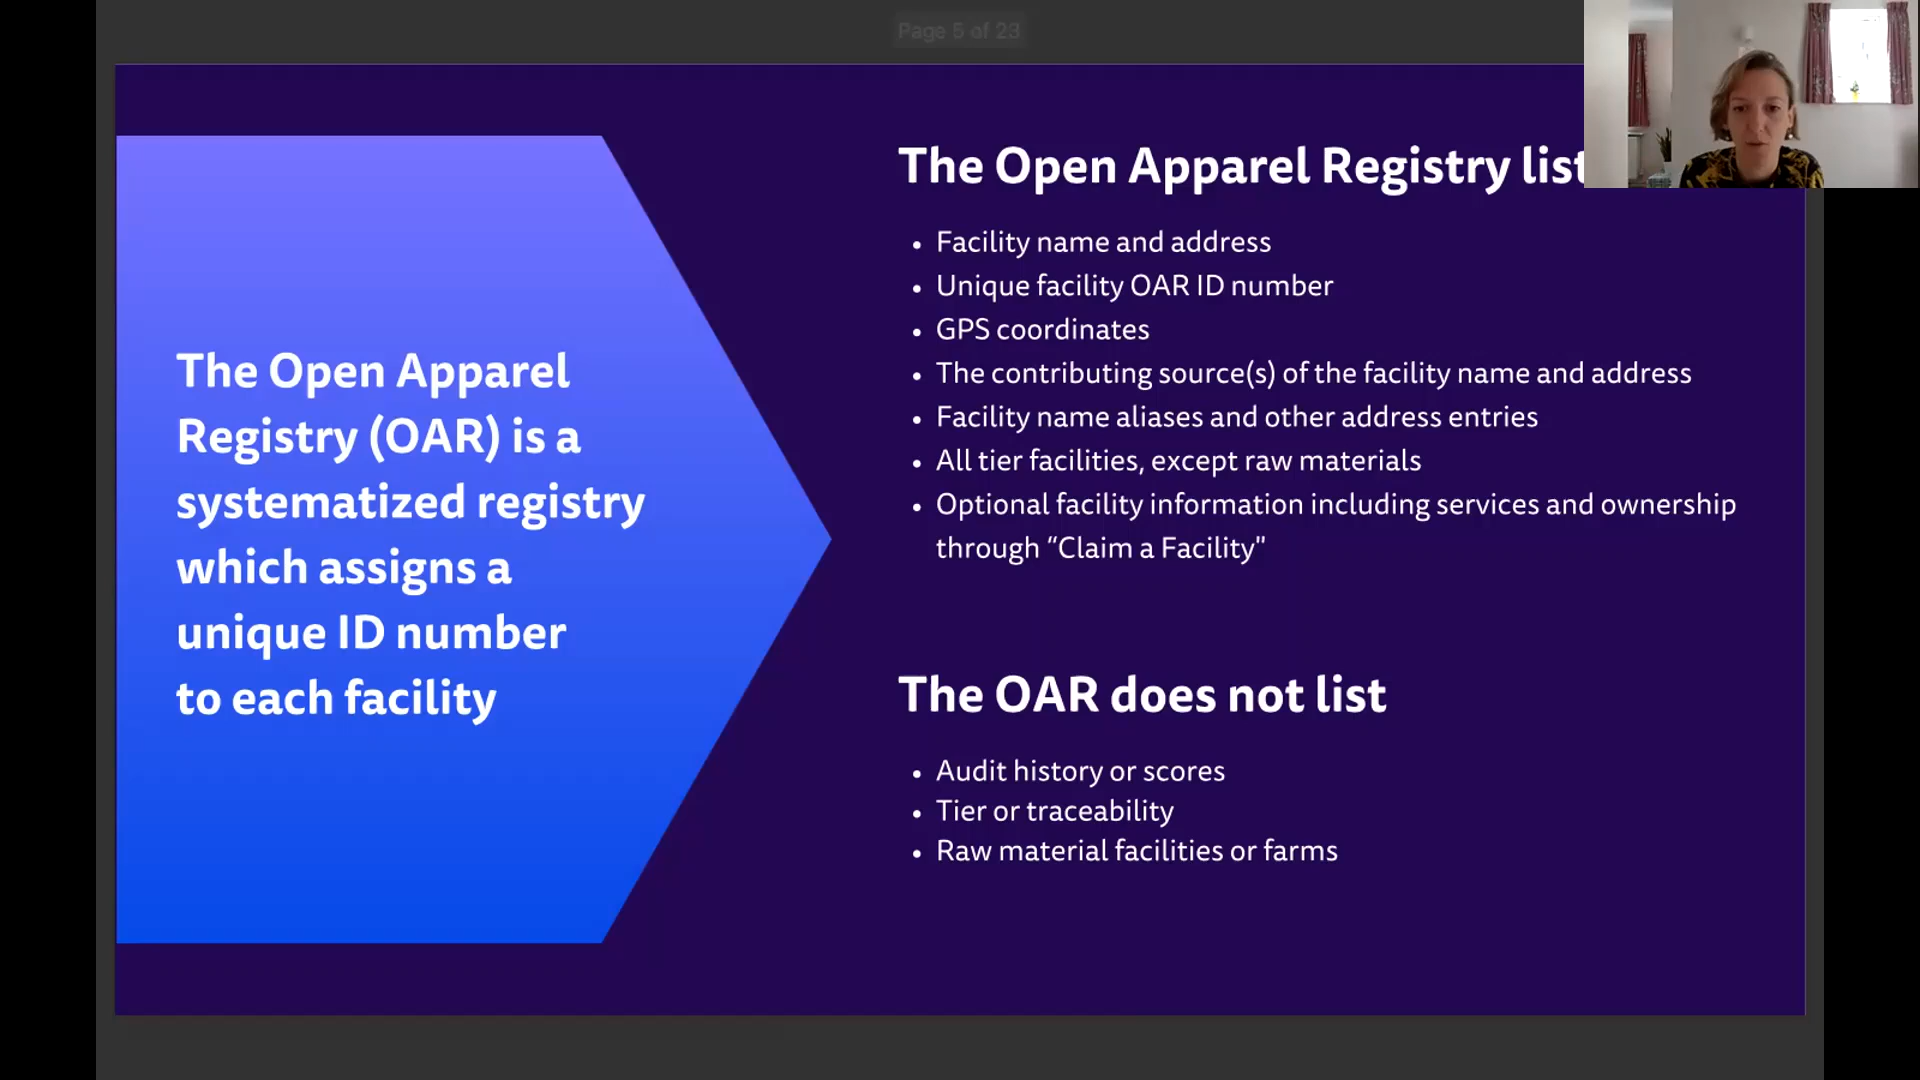 Page 5 of 23
The Open Apparel
Registry (OAR) is a
systematized registry
which assigns a
unique ID number
to each facility
The Open Apparel Registry list
• Facility name and address
• Unique facility OAR ID number
• GPS coordinates
• The contributing source(s) of the facility name and address
• Facility name aliases and other address entries
• All tier facilities, except raw materials
• Optional facility information including services and ownership
through “Claim a Facility"
The OAR does not list
• Audit history or scores
• Tier or traceability
• Raw material facilities or farms